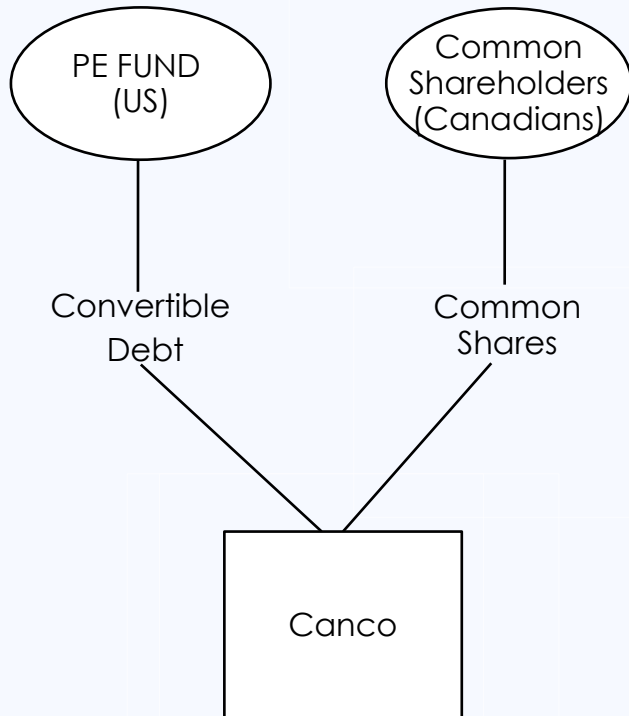 PE FUND
(US)
Common
Shareholders
(Canadians)
Convertible
Debt
Common
Shares
Canco